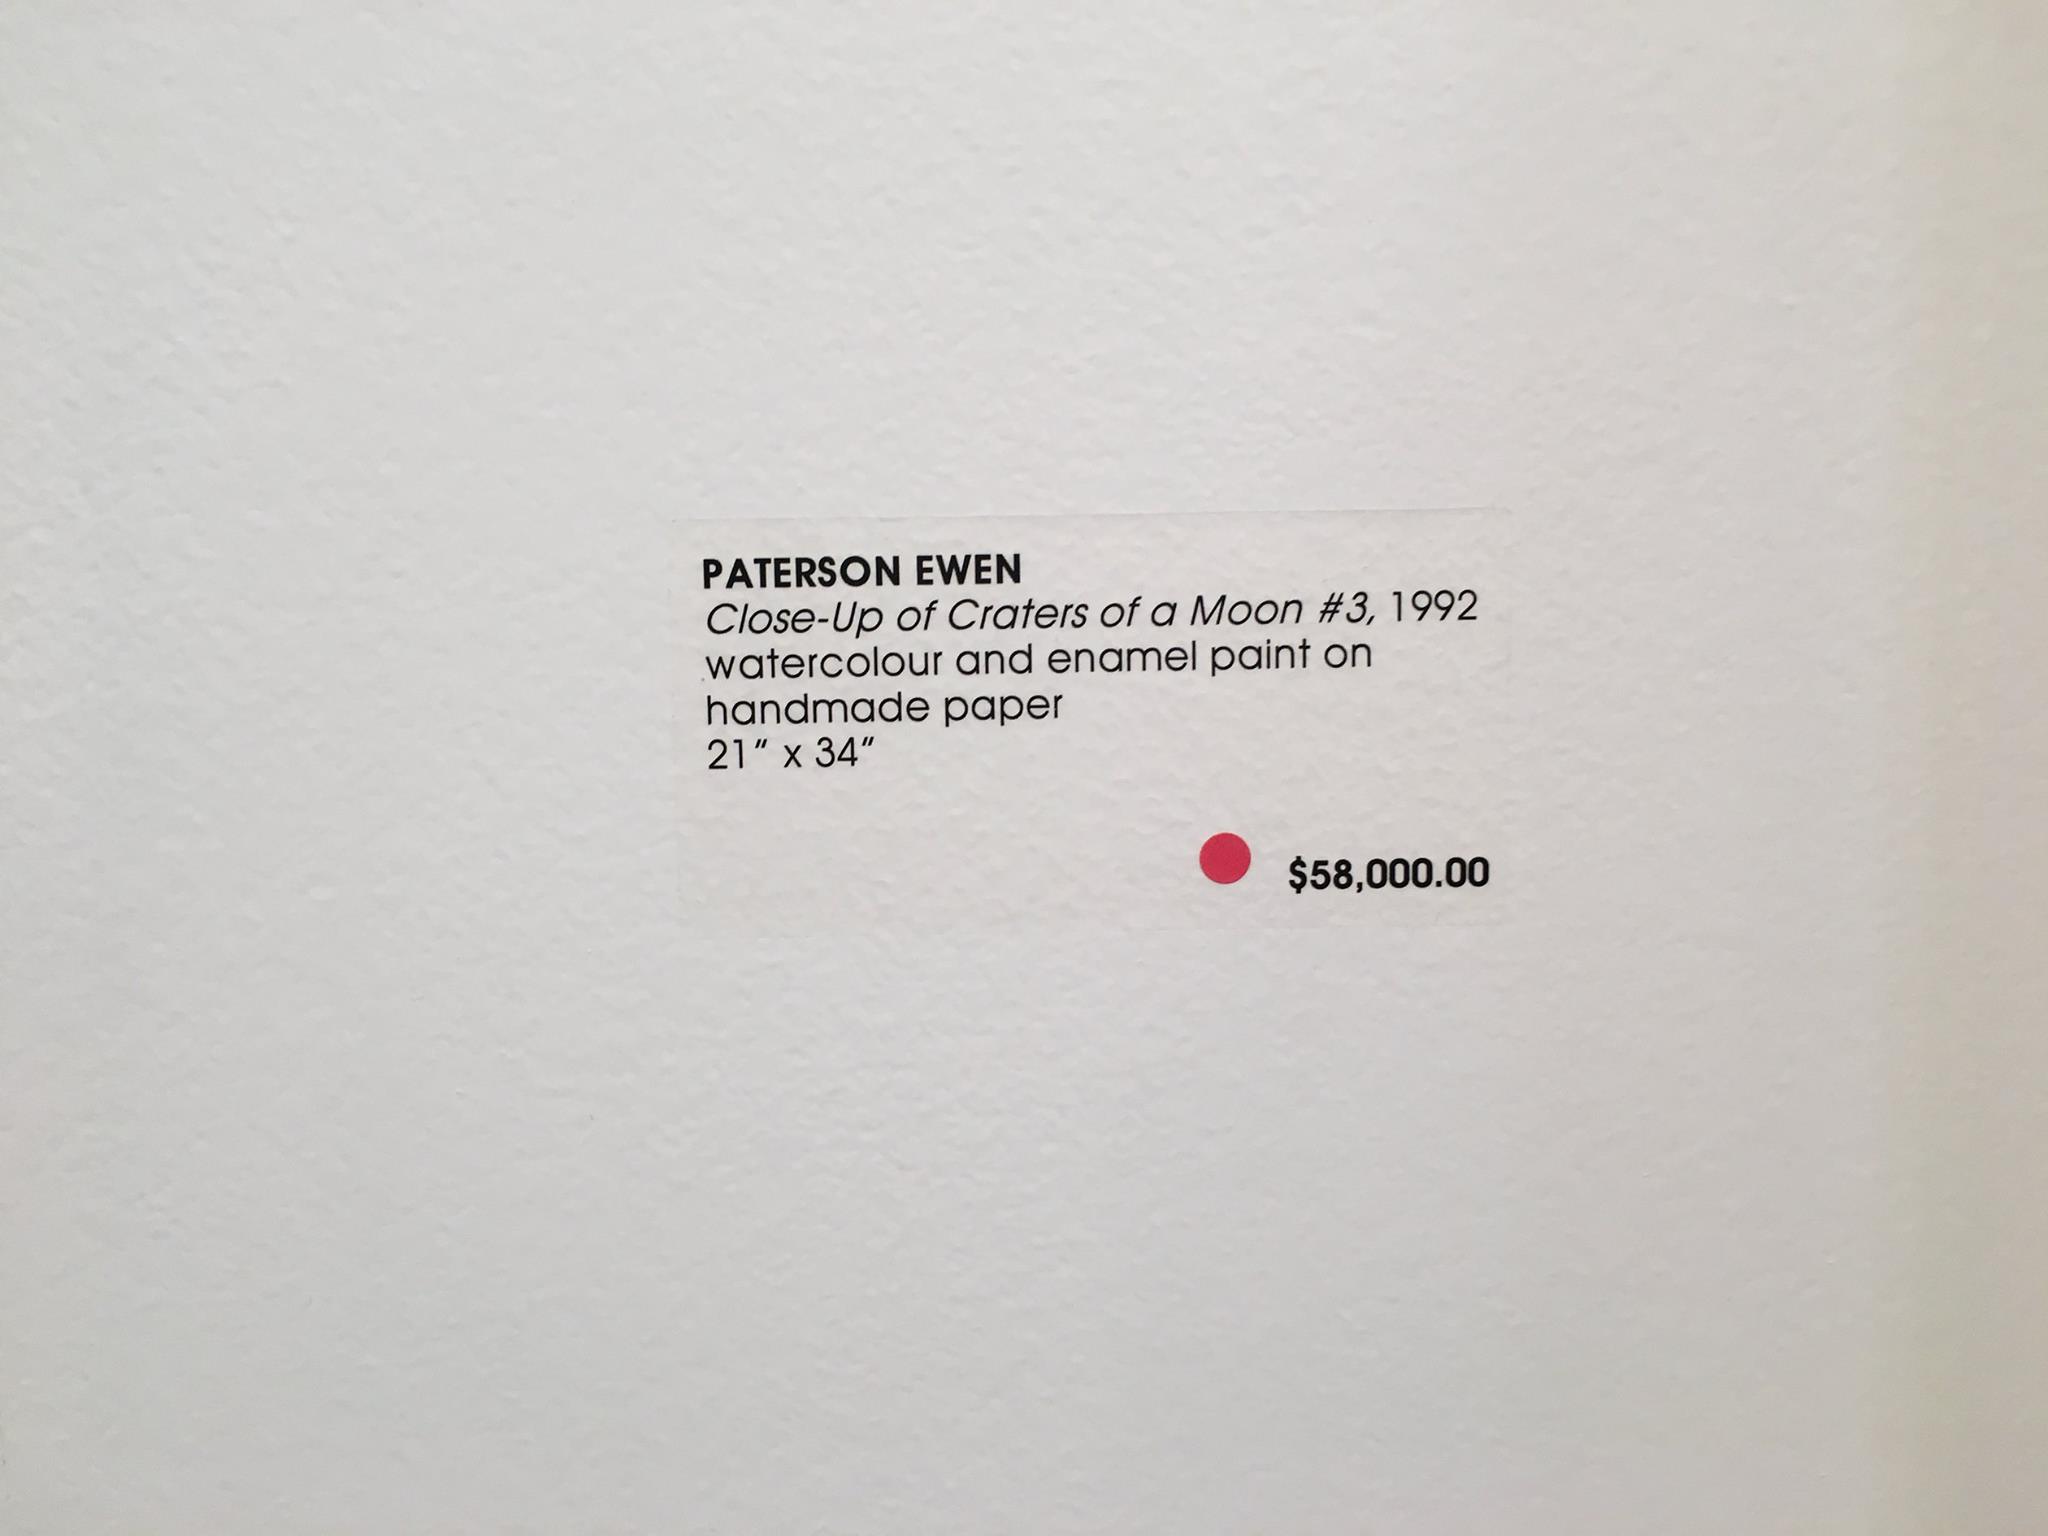 PATERSON EWEN
Close-Up of Craters of a Moon #3, 1992
watercolour and enamel paint on
handmade paper
21" x 34"
$58,000.00